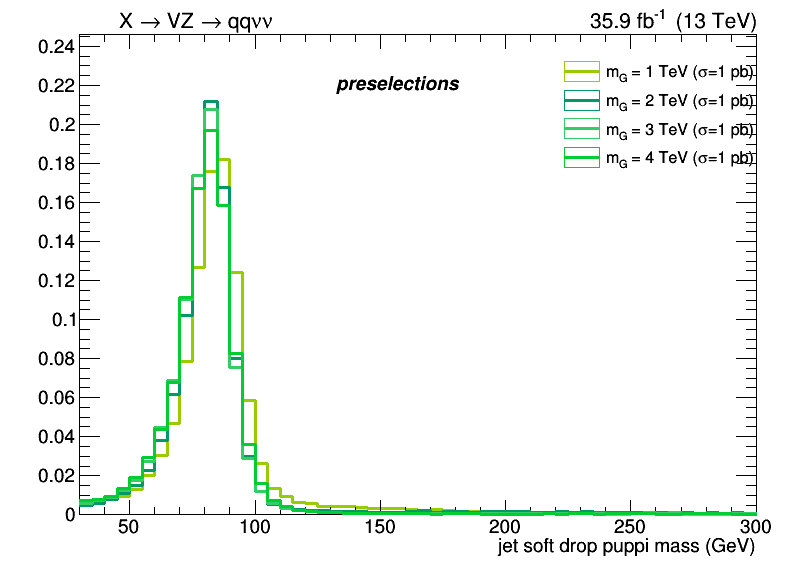 X → VZ → qqνν
35.9 fb⁻¹ (13 TeV)
preselections
m_G = 1 TeV (σ=1 pb)
m_G = 2 TeV (σ=1 pb)
m_G = 3 TeV (σ=1 pb)
m_G = 4 TeV (σ=1 pb)
0.24
0.22
0.2
0.18
0.16
0.14
0.12
0.1
0.08
0.06
0.04
0.02
0
50 100 150 200 250 300
jet soft drop puppi mass (GeV)